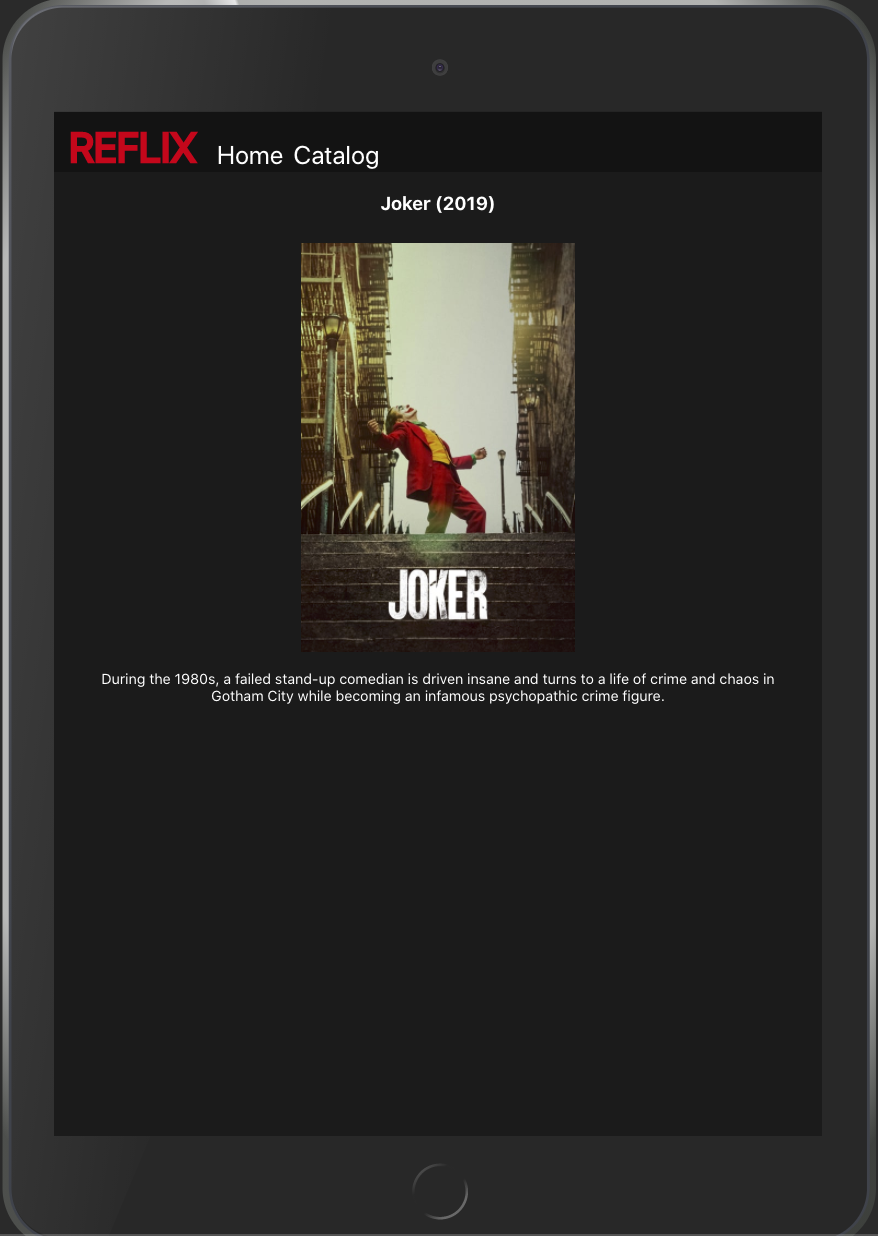 REFLIX Home Catalog
Joker (2019)
JOKER
During the 1980s, a failed stand-up comedian is driven insane and turns to a life of crime and chaos in
Gotham City while becoming an infamous psychopathic crime figure.